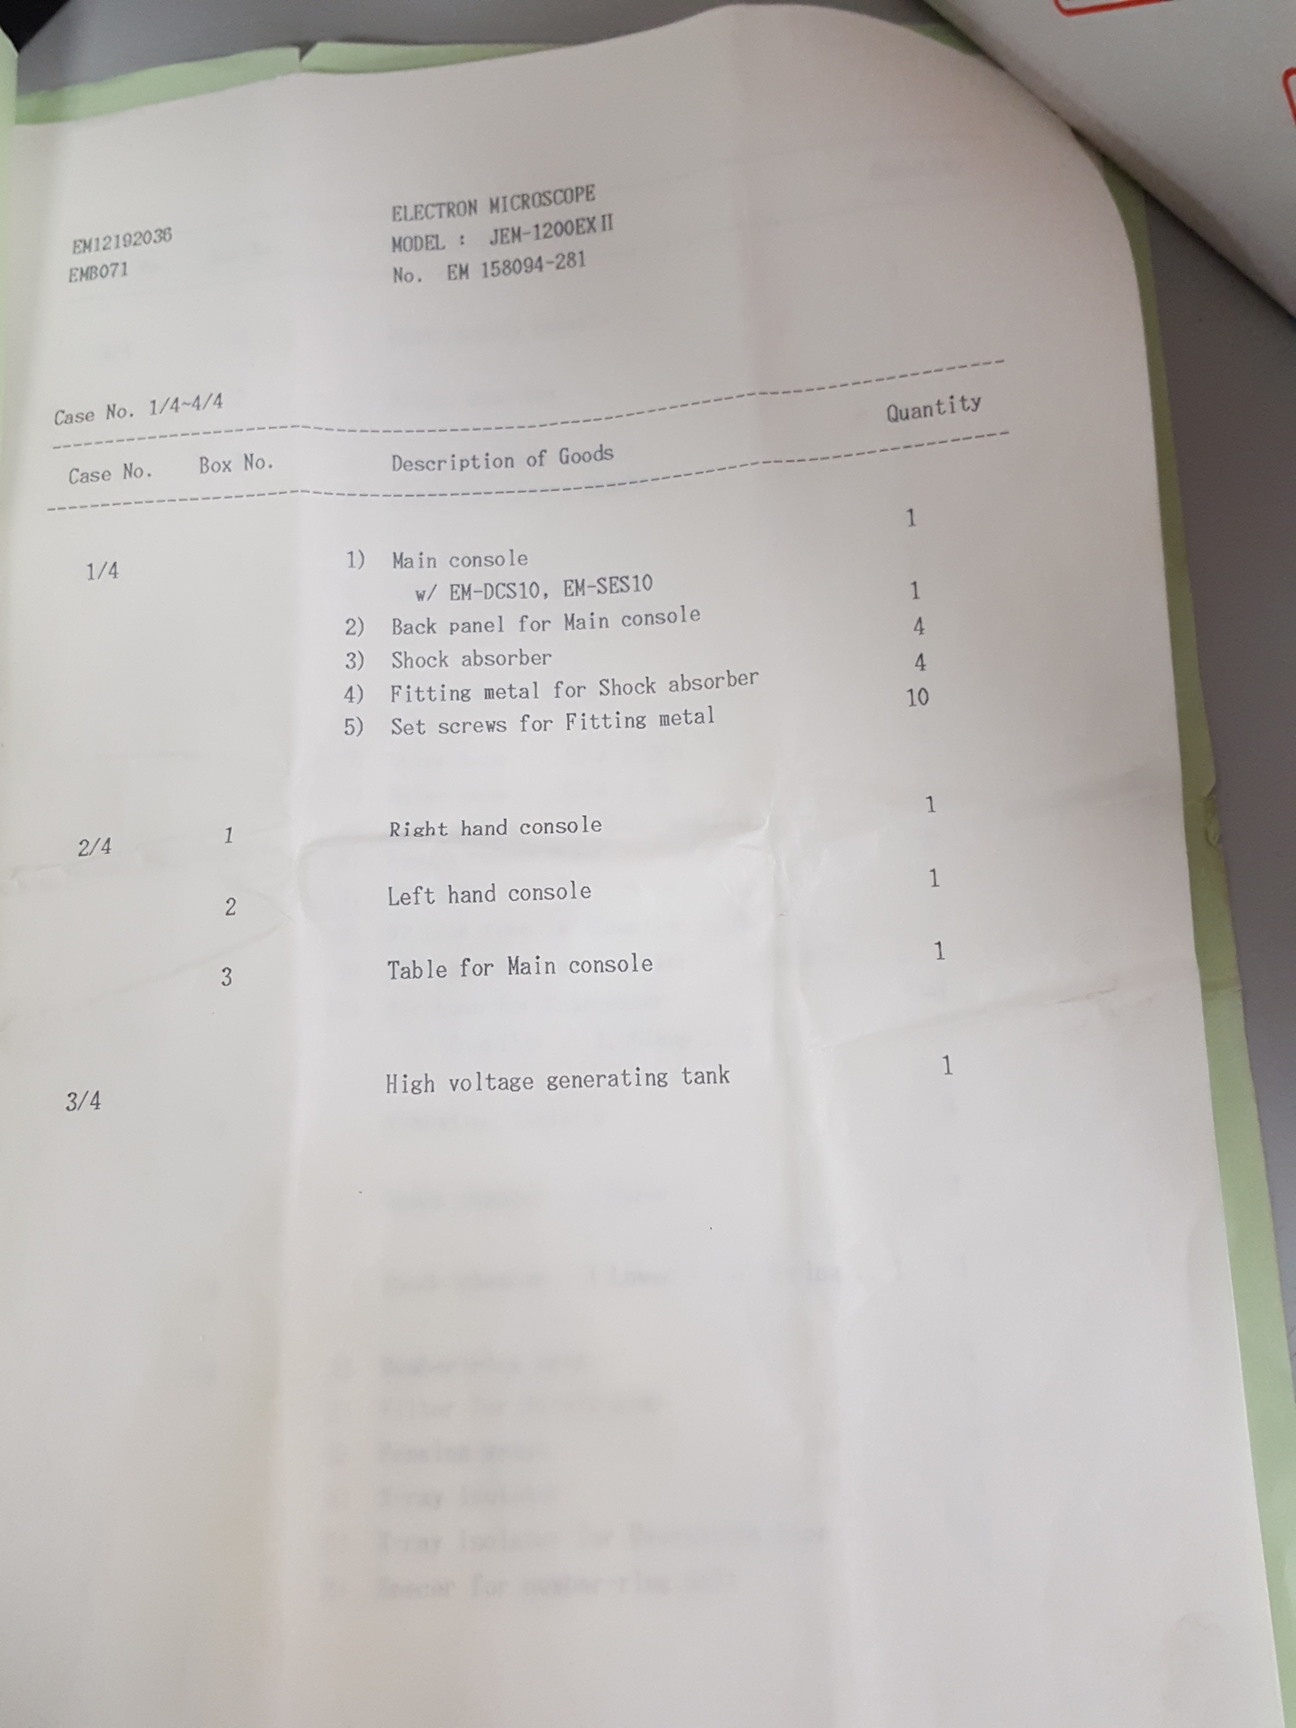 EM12192036
EMB071
ELECTRON MICROSCOPE
MODEL : JEM-1200EXⅡ
No. EM 158094-281
Case No. 1/4~4/4
Case No. Box No. Description of Goods Quantity
1/4 1) Main console 1
w/ EM-DCS10, EM-SES10
2) Back panel for Main console 1
3) Shock absorber 4
4) Fitting metal for Shock absorber 4
5) Set screws for Fitting metal 10
2/4 1 Right hand console 1
2 Left hand console 1
3 Table for Main console 1
3/4 High voltage generating tank 1